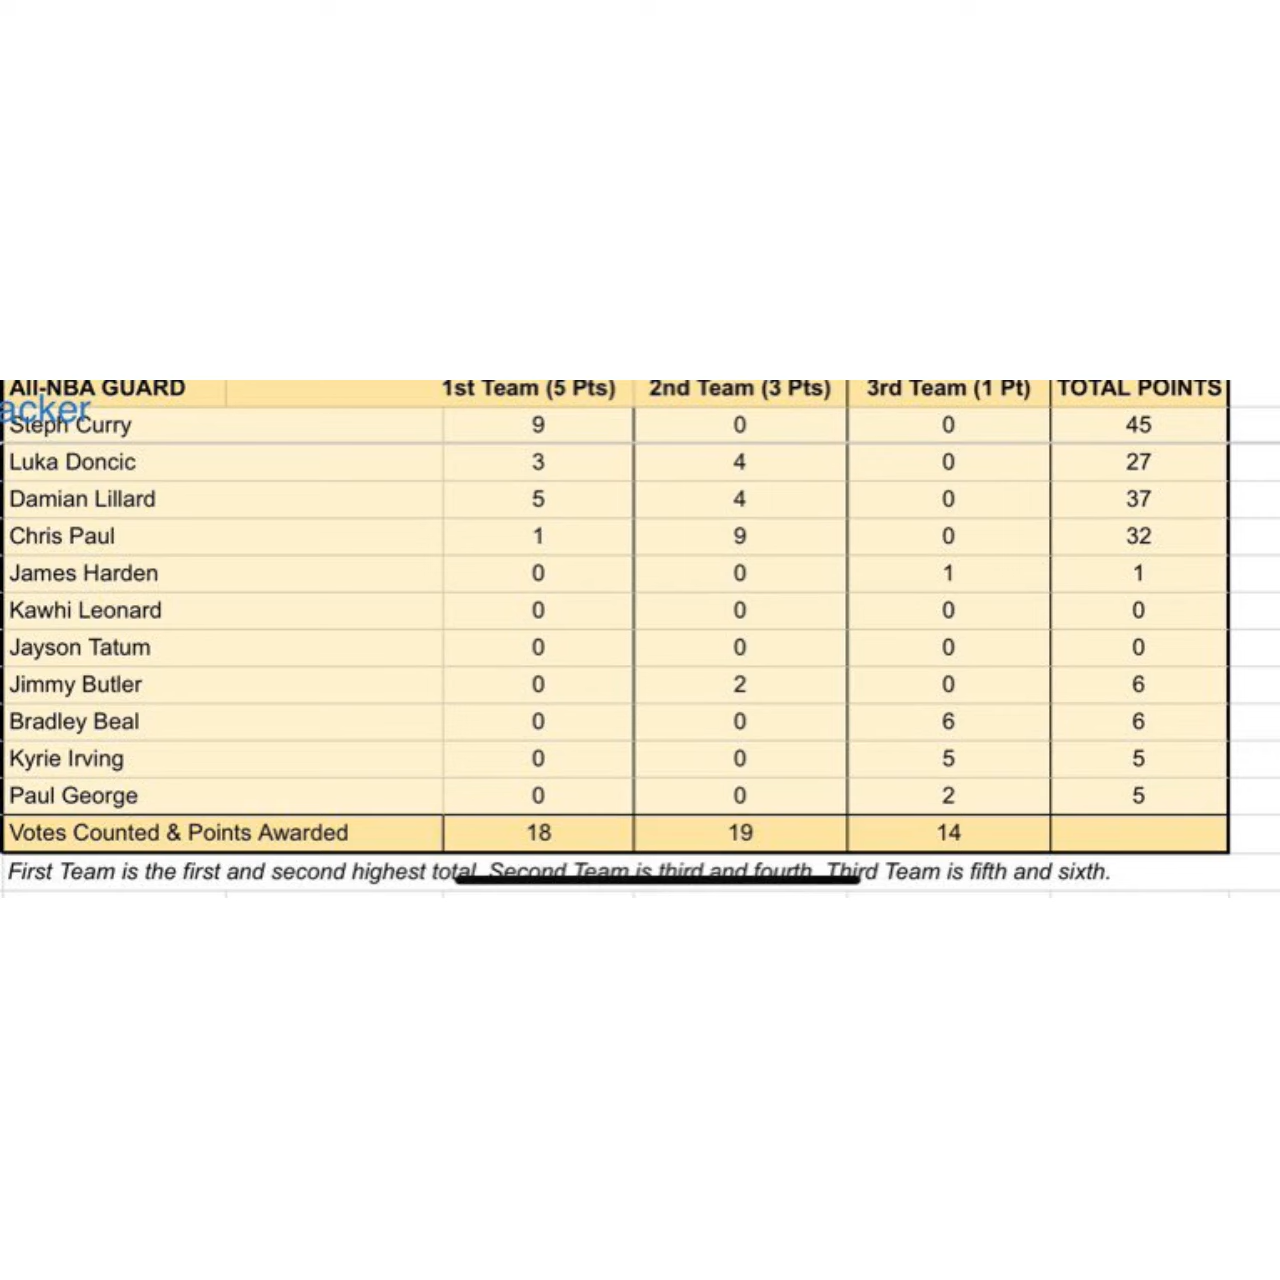 All-NBA GUARD 1st Team (5 Pts) 2nd Team (3 Pts) 3rd Team (1 Pt) TOTAL POINTS
acker
Steph Curry 9 0 0 45
Luka Doncic 3 4 0 27
Damian Lillard 5 4 0 37
Chris Paul 1 9 0 32
James Harden 0 0 1 1
Kawhi Leonard 0 0 0 0
Jayson Tatum 0 0 0 0
Jimmy Butler 0 2 0 6
Bradley Beal 0 0 6 6
Kyrie Irving 0 0 5 5
Paul George 0 0 2 5
Votes Counted & Points Awarded 18 19 14
First Team is the first and second highest total. Second Team is third and fourth. Third Team is fifth and sixth.